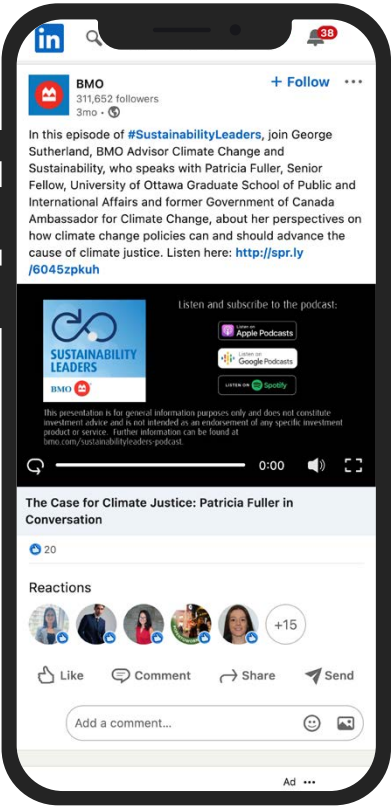 in
38
BMO
+ Follow
311,652 followers
3mo •
In this episode of #SustainabilityLeaders, join George
Sutherland, BMO Advisor Climate Change and
Sustainability, who speaks with Patricia Fuller, Senior
Fellow, University of Ottawa Graduate School of Public and
International Affairs and former Government of Canada
Ambassador for Climate Change, about her perspectives on
how climate change policies can and should advance the
cause of climate justice. Listen here: http://spr.ly
/6045zpkuh
Listen and subscribe to the podcast:
Listen on
Apple Podcasts
Listen on
Google Podcasts
LISTEN ON Spotify
SUSTAINABILITY
LEADERS
BMO
This presentation is for general information purposes only and does not constitute
investment advice and is not intended as an endorsement of any specific investment
product or service. Further information can be found at
bmo.com/sustainabilityleaders-podcast.
0:00
The Case for Climate Justice: Patricia Fuller in
Conversation
20
Reactions
+15
Like
Comment
Share
Send
Add a comment...
Ad